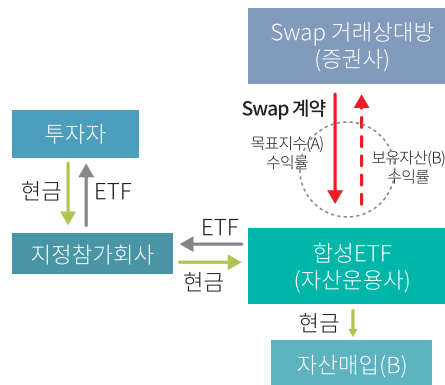 Swap 거래상대방
(증권사)
Swap 계약
투자자
목표지수(A)
수익률
보유자산(B)
수익률
현금
ETF
지정참가회사
ETF
현금
합성ETF
(자산운용사)
현금
자산매입(B)